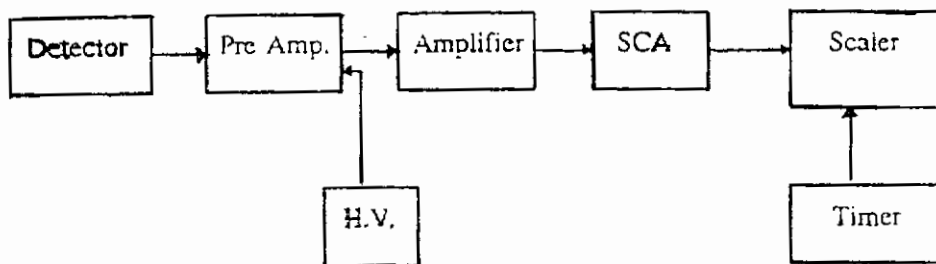 Detector
Pre Amp.
Amplifier
SCA
Scaler
H.V.
Timer